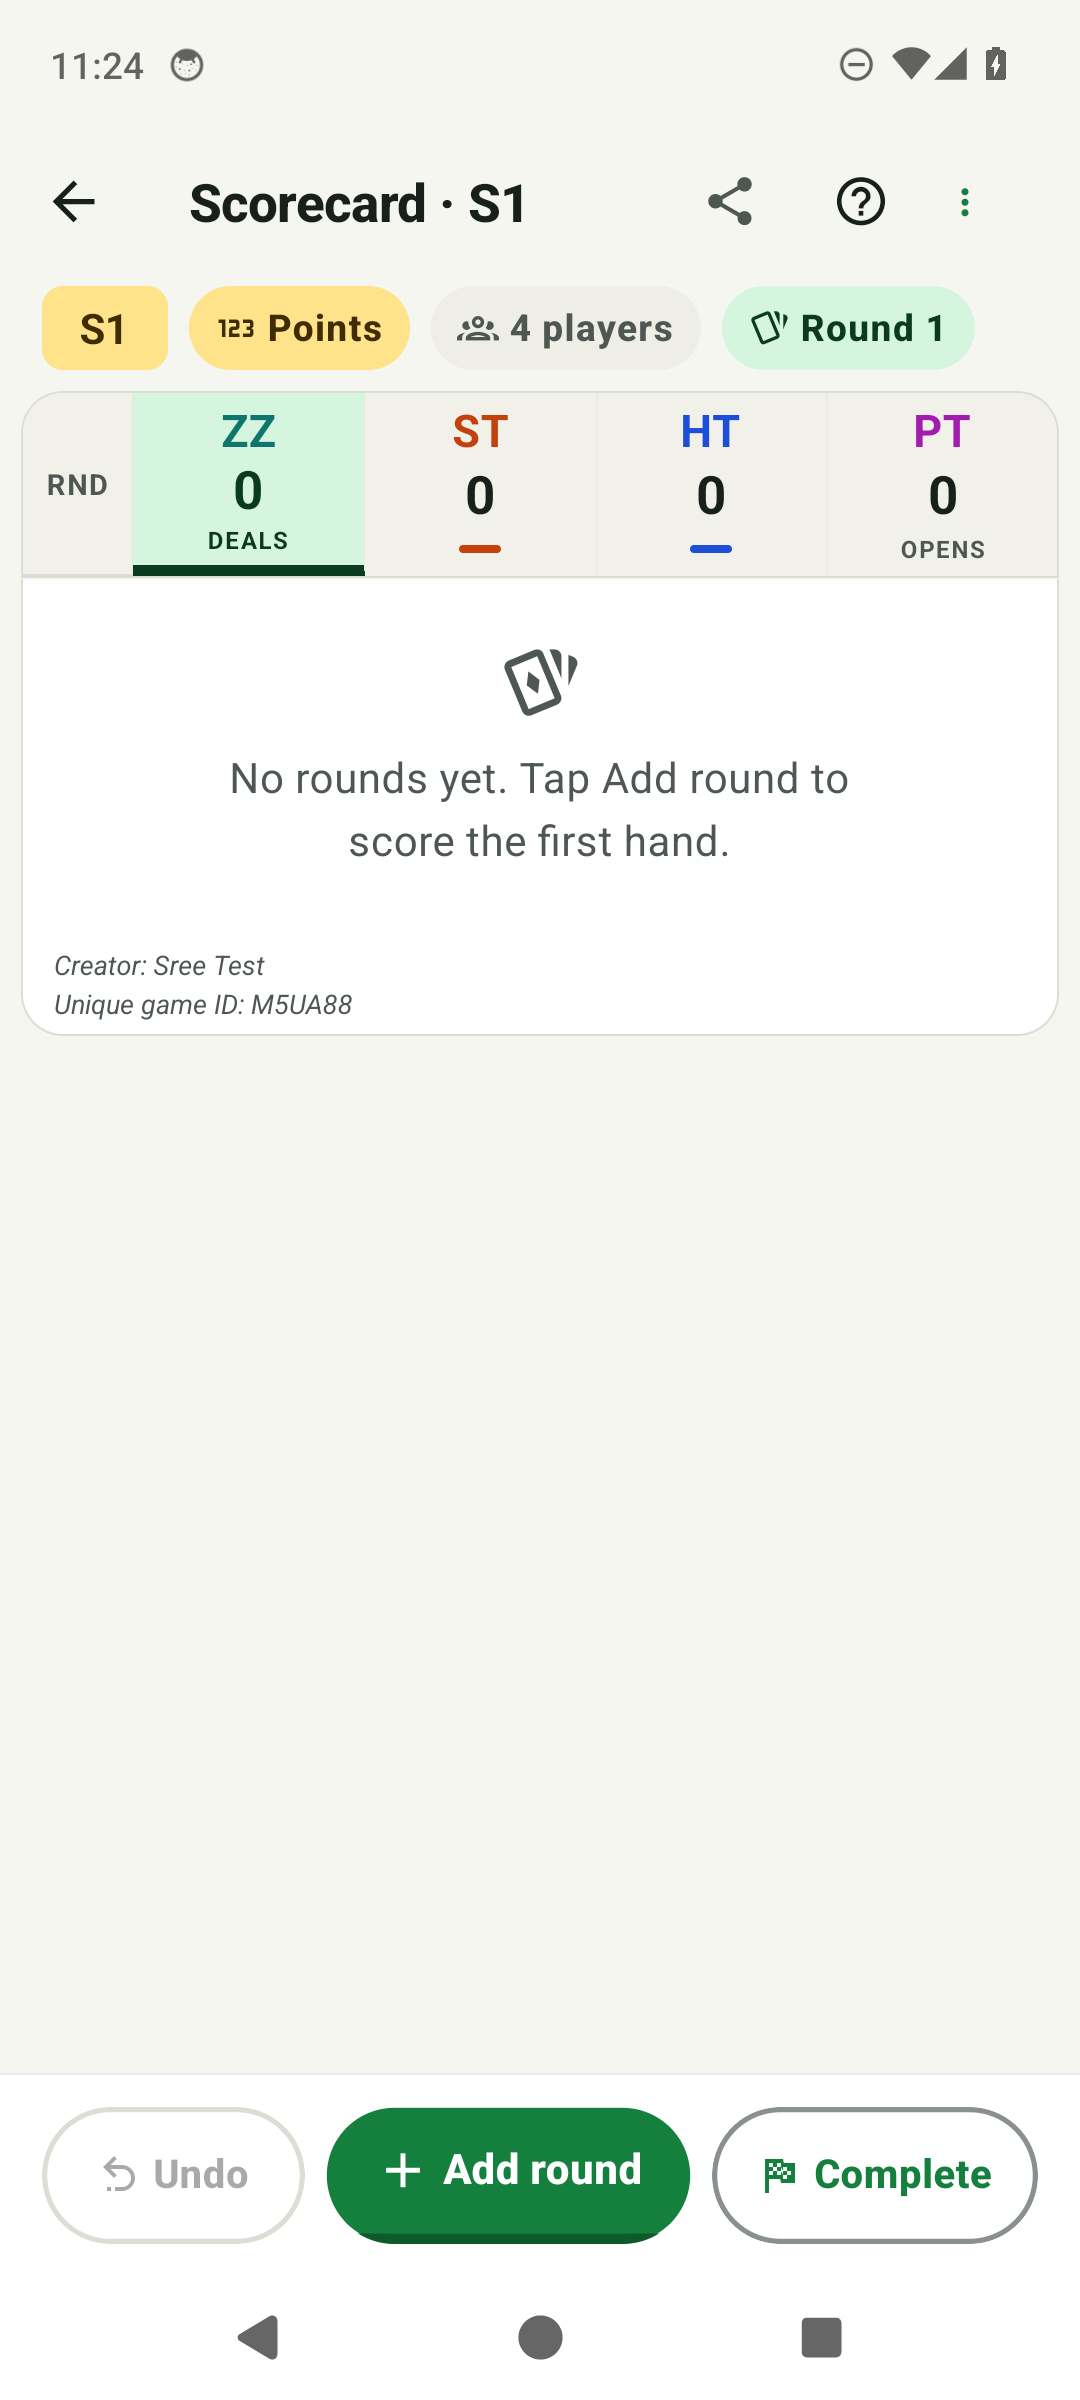 11:24
Scorecard · S1
S1
123 Points
4 players
Round 1
RND
ZZ
0
DEALS
ST
0
HT
0
PT
0
OPENS
No rounds yet. Tap Add round to
score the first hand.
Creator: Sree Test
Unique game ID: M5UA88
Undo
+ Add round
Complete